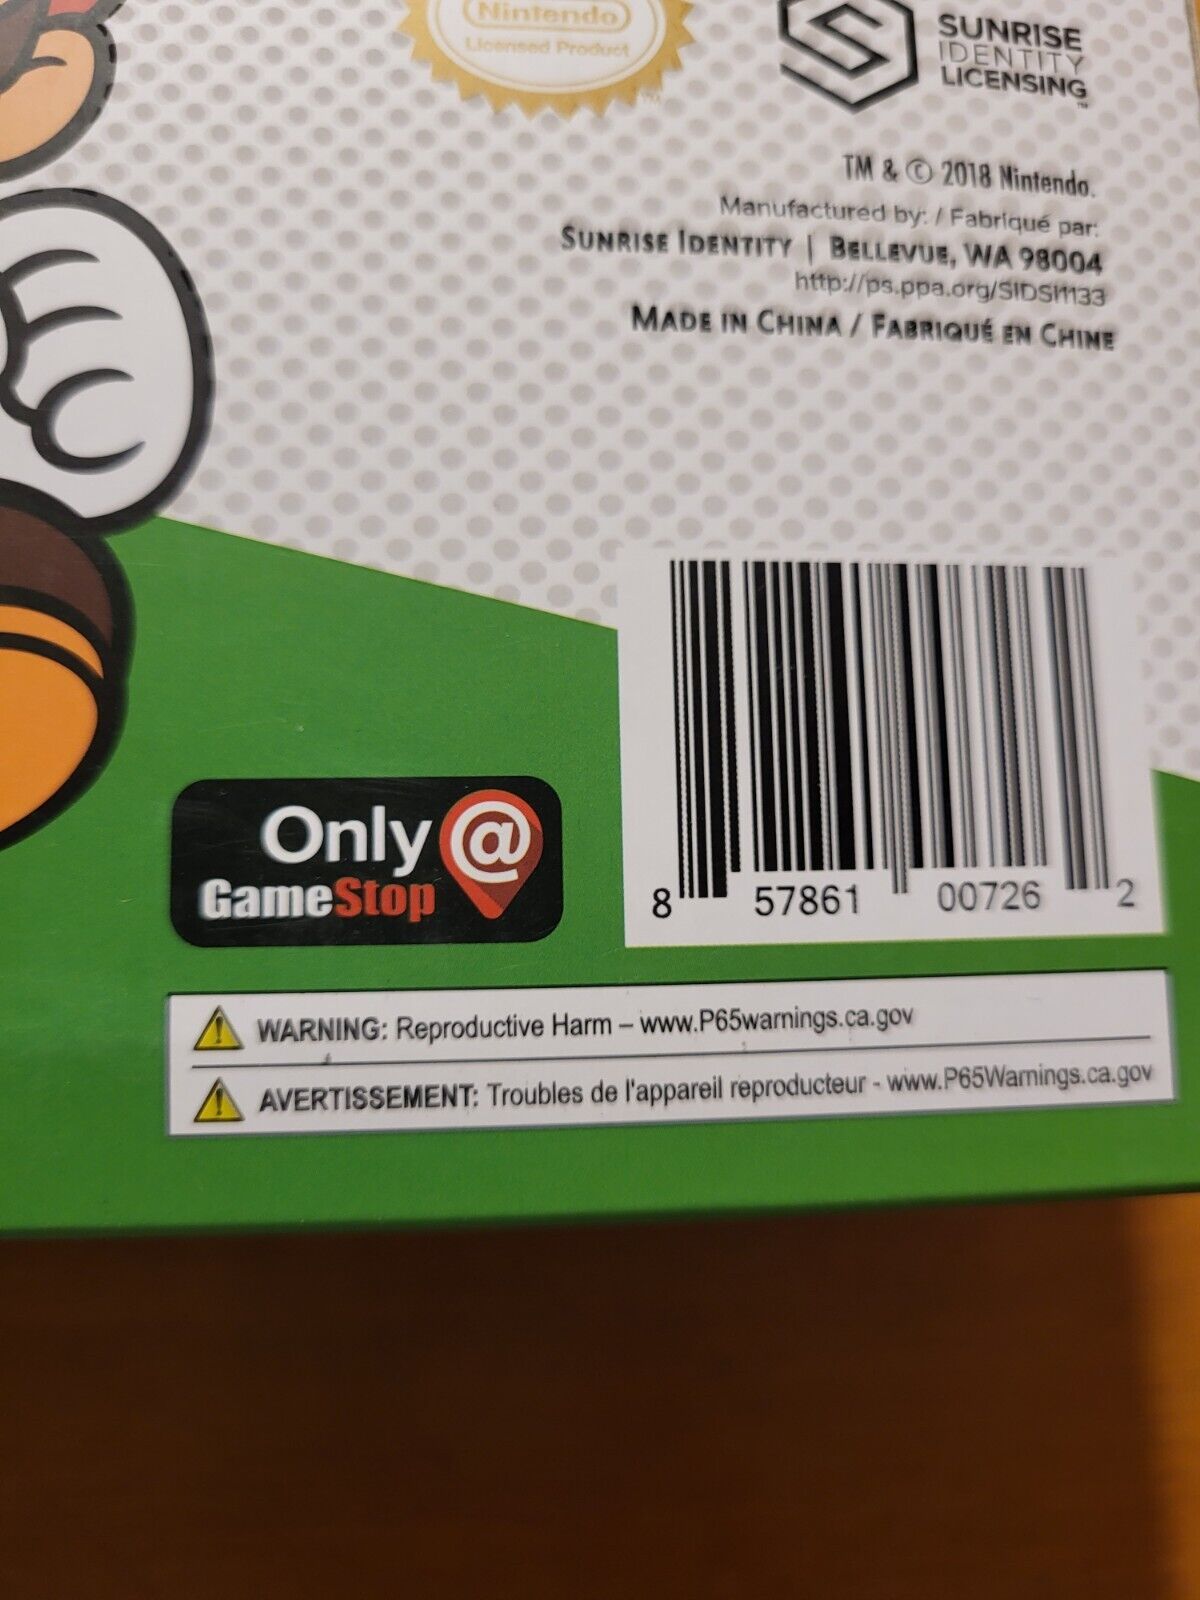 Nintendo
Licensed Product
TM
SUNRISE
IDENTITY
LICENSING
TM
TM & © 2018 Nintendo.
Manufactured by: / Fabriqué par:
SUNRISE IDENTITY | BELLEVUE, WA 98004
http://ps.ppa.org/SIDSI1133
MADE IN CHINA / FABRIQUÉ EN CHINE
Only @
GameStop
8 57861 00726 2
WARNING: Reproductive Harm – www.P65warnings.ca.gov
AVERTISSEMENT: Troubles de l'appareil reproducteur - www.P65Warnings.ca.gov